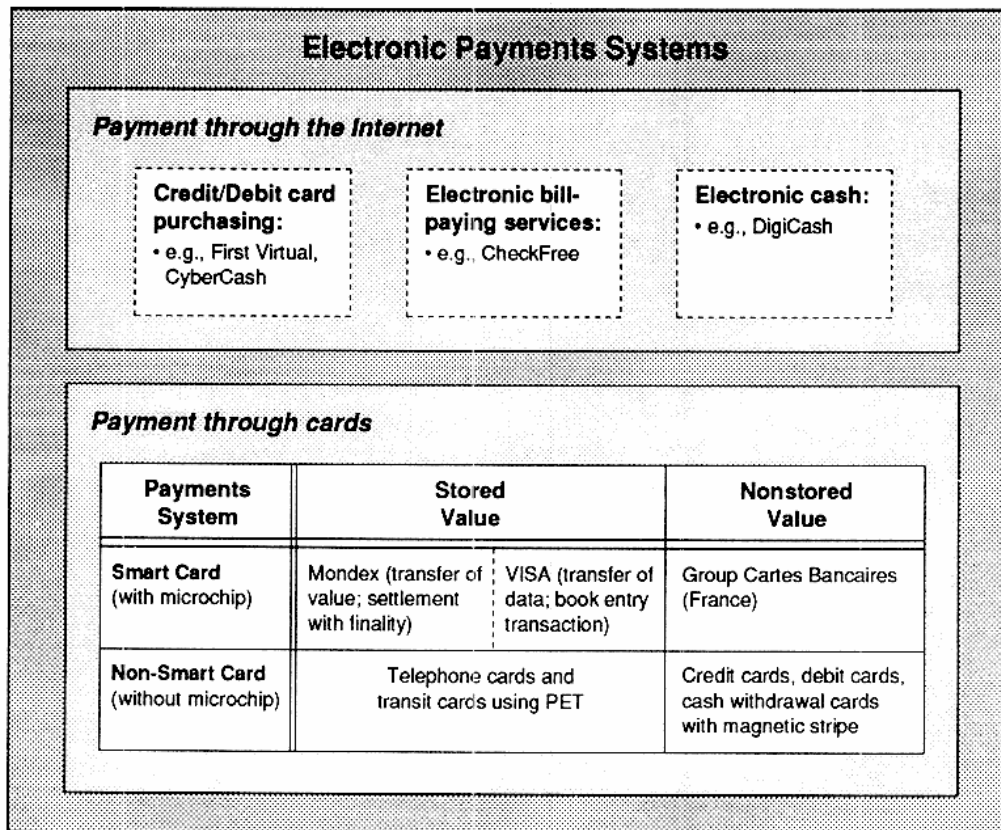 Electronic Payments Systems
Payment through the Internet
Credit/Debit card
purchasing:
• e.g., First Virtual,
CyberCash
Electronic bill-
paying services:
• e.g., CheckFree
Electronic cash:
• e.g., DigiCash
Payment through cards
Payments
System
Stored
Value
Nonstored
Value
Smart Card
(with microchip)
Mondex (transfer of
value; settlement
with finality)
VISA (transfer of
data; book entry
transaction)
Group Cartes Bancaires
(France)
Non-Smart Card
(without microchip)
Telephone cards and
transit cards using PET
Credit cards, debit cards,
cash withdrawal cards
with magnetic stripe